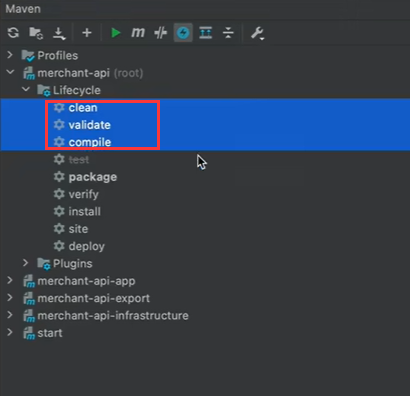 Maven
Profiles
merchant-api (root)
Lifecycle
clean
validate
compile
test
package
verify
install
site
deploy
Plugins
merchant-api-app
merchant-api-export
merchant-api-infrastructure
start